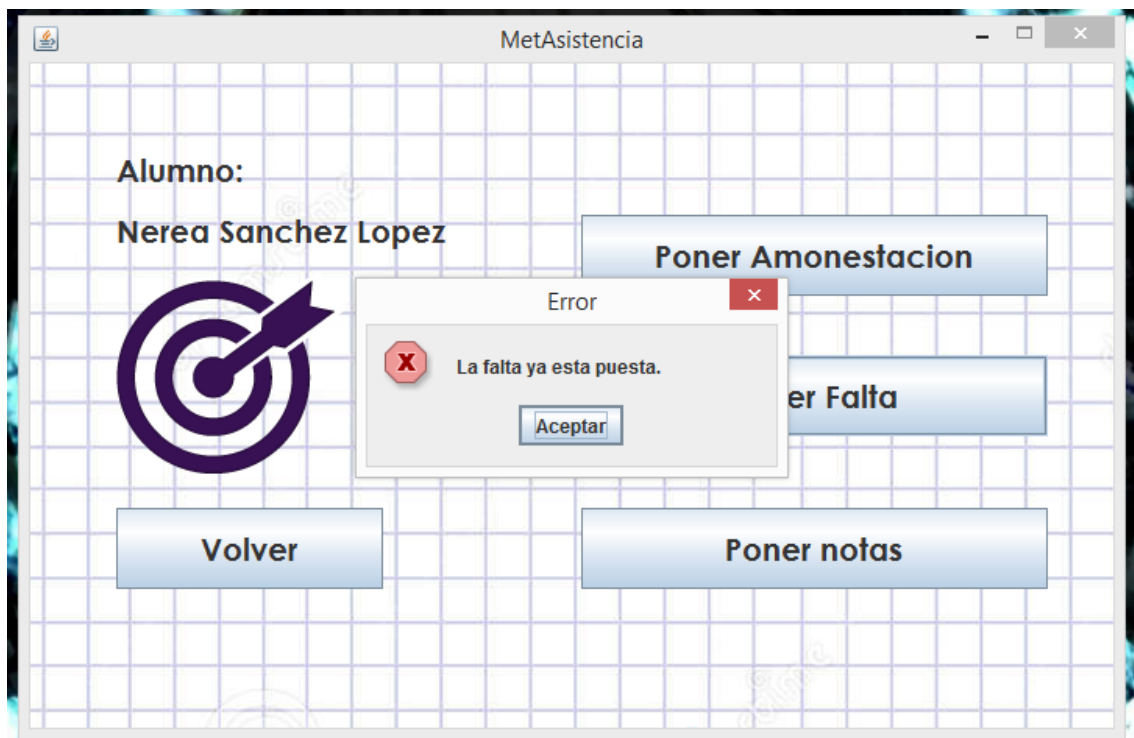 MetAsistencia
Alumno:
Nerea Sanchez Lopez
Poner Amonestacion
Error
La falta ya esta puesta.
Aceptar
er Falta
Volver
Poner notas